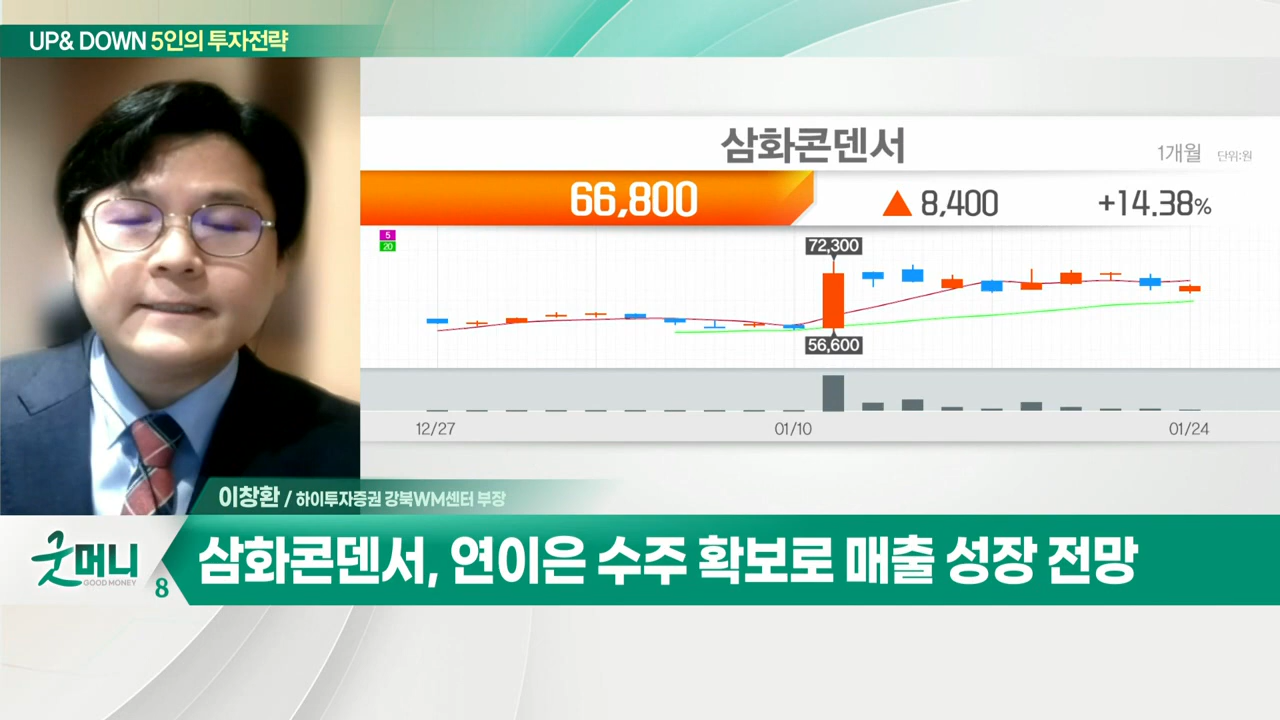 UP& DOWN 5인의 투자전략
삼화콘덴서
1개월 단위:원
66,800 ▲ 8,400 +14.38%
5
20
72,300
56,600
12/27 01/10 01/24
이창환 / 하이투자증권 강북WM센터 부장
굿머니
GOOD MONEY
8
삼화콘덴서, 연이은 수주 확보로 매출 성장 전망